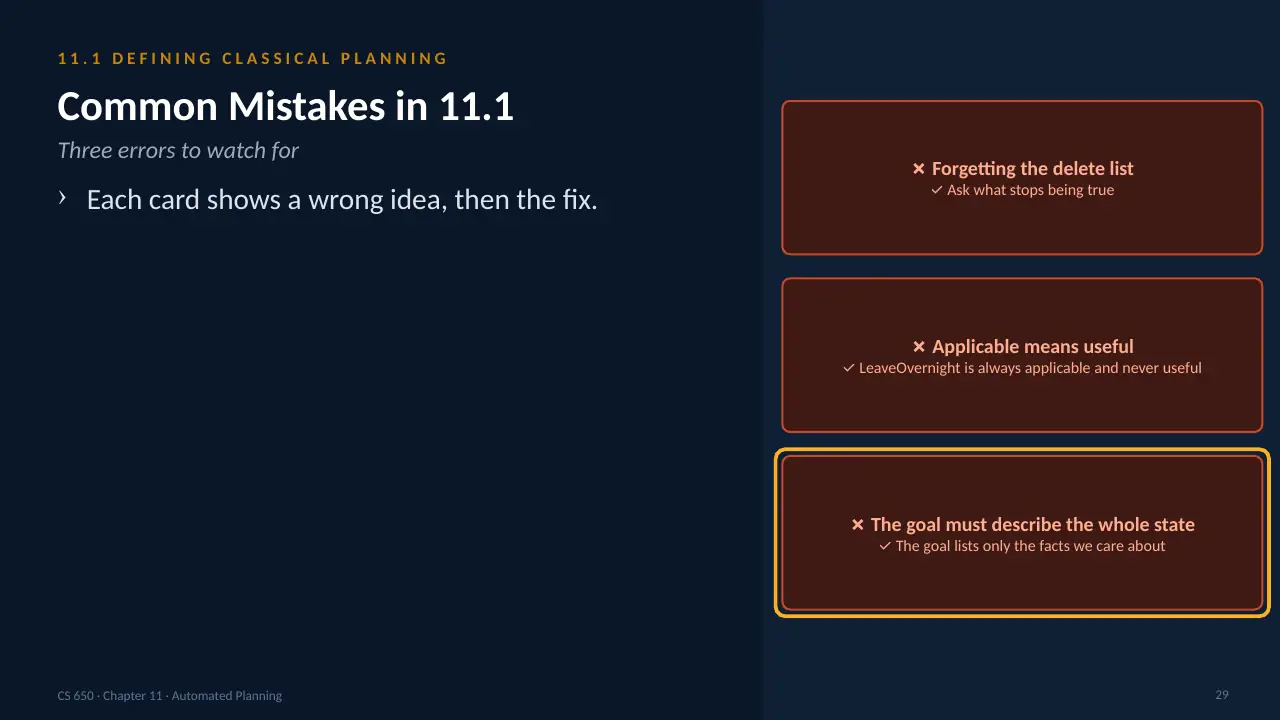 11.1 DEFINING CLASSICAL PLANNING
Common Mistakes in 11.1
Three errors to watch for
› Each card shows a wrong idea, then the fix.
× Forgetting the delete list
✓ Ask what stops being true
× Applicable means useful
✓ LeaveOvernight is always applicable and never useful
× The goal must describe the whole state
✓ The goal lists only the facts we care about
CS 650 · Chapter 11 · Automated Planning
29